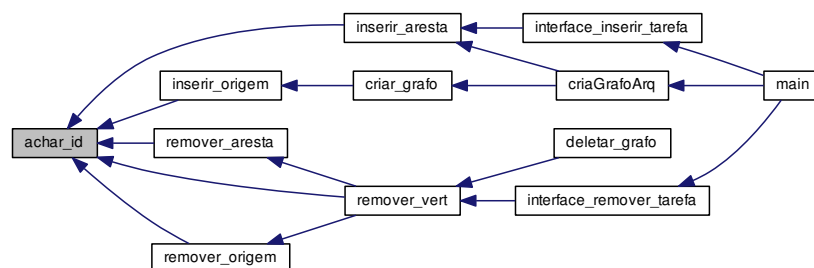 inserir_aresta
interface_inserir_tarefa
inserir_origem
criar_grafo
criaGrafoArq
main
achar_id
remover_aresta
deletar_grafo
remover_vert
interface_remover_tarefa
remover_origem